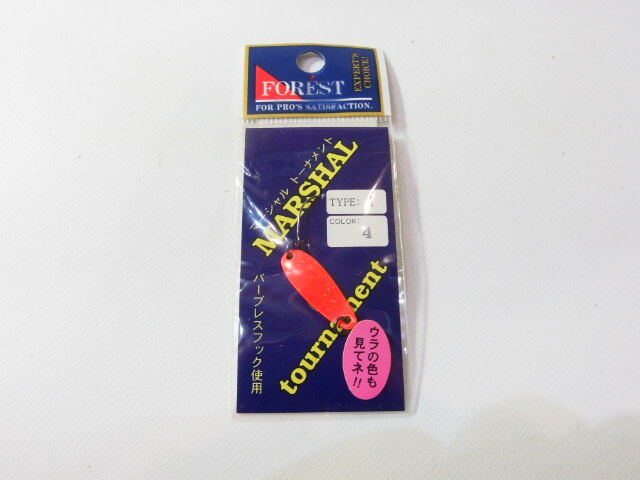 FOREST
EXPERT'S
CHOICE!
FOR PRO'S SATISFACTION.
マーシャル トーナメント
MARSHAL
TYPE:
COLOR:
4
tournament
バーブレスフック使用
ウラの色も
見てネ!!